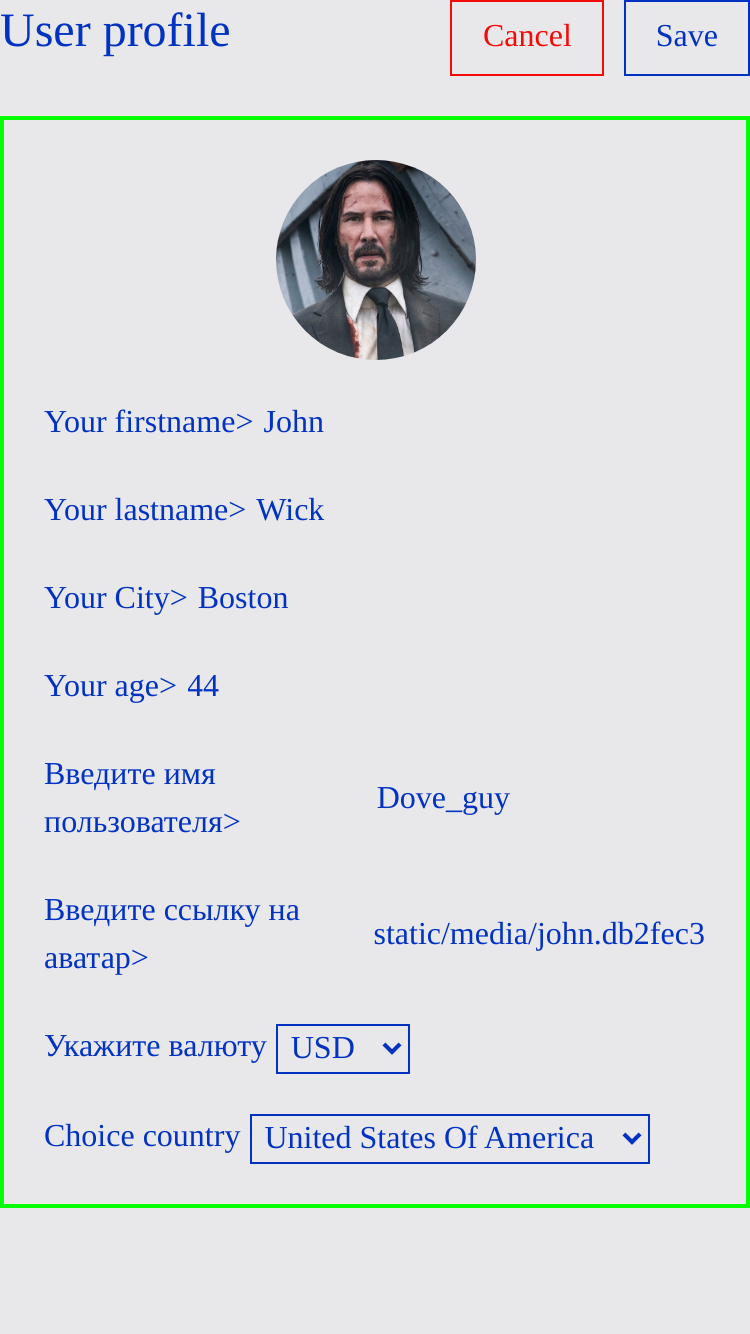 User profile
Cancel
Save
Your firstname> John
Your lastname> Wick
Your City> Boston
Your age> 44
Введите имя
пользователя>
Dove_guy
Введите ссылку на
аватар>
static/media/john.db2fec3
Укажите валюту USD
Choice country United States Of America